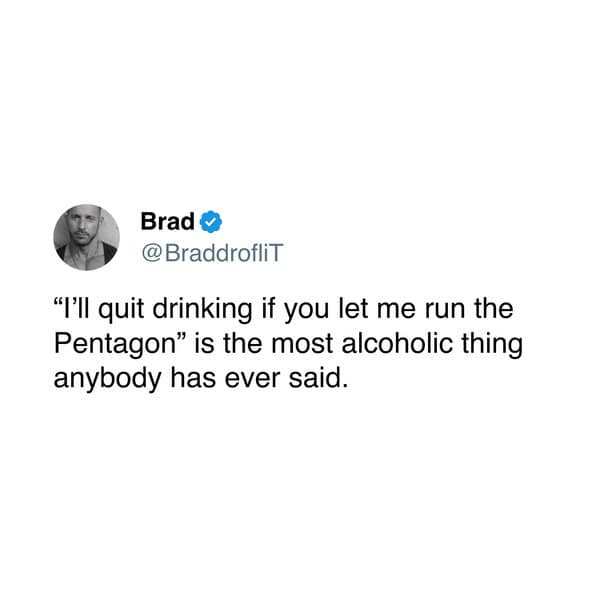 Brad
@BraddrofliT
“I’ll quit drinking if you let me run the
Pentagon” is the most alcoholic thing
anybody has ever said.